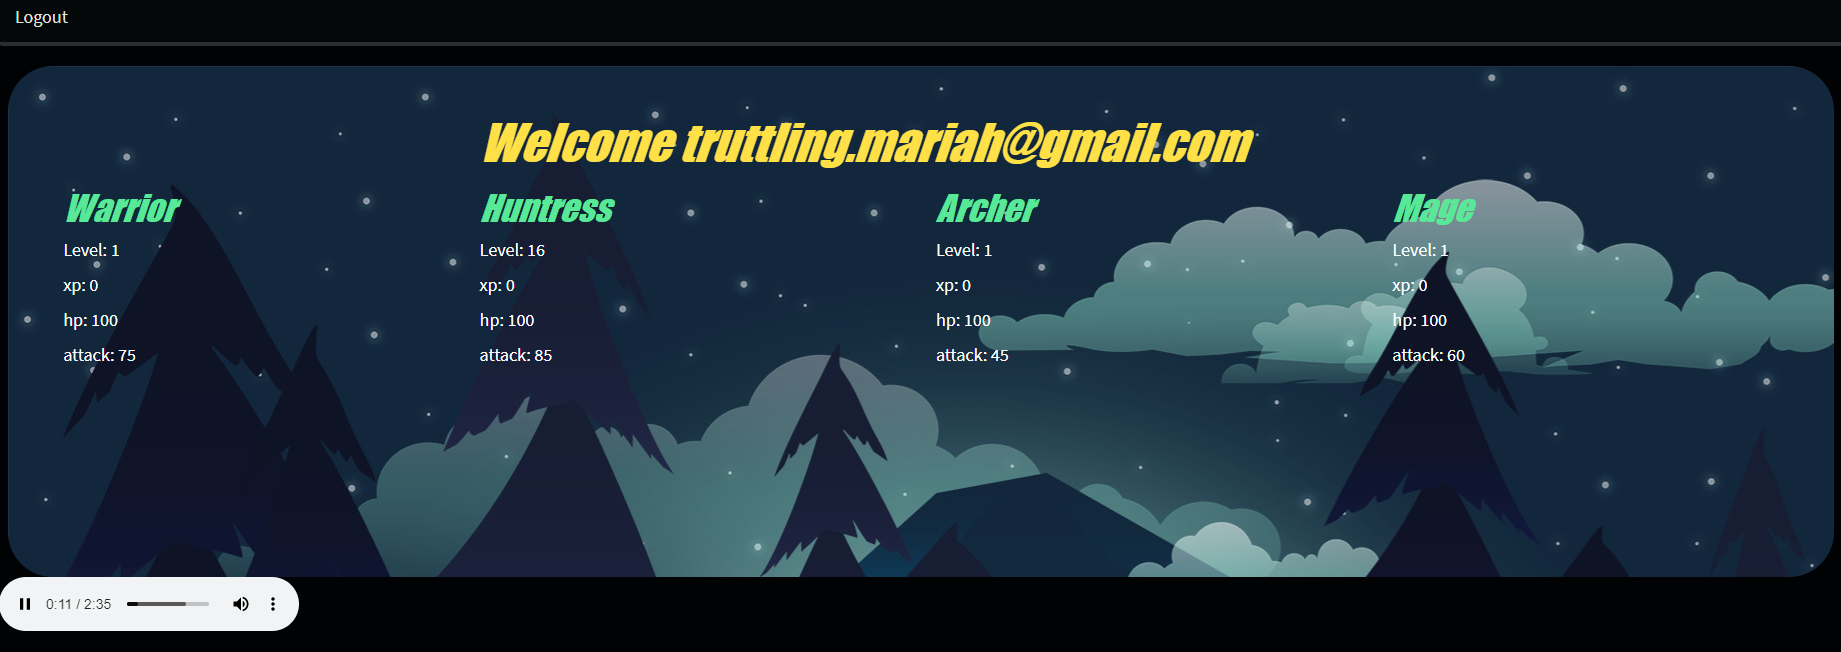 Logout
Welcome truttling.mariah@gmail.com
Warrior
Level: 1
xp: 0
hp: 100
attack: 75
Huntress
Level: 16
xp: 0
hp: 100
attack: 85
Archer
Level: 1
xp: 0
hp: 100
attack: 45
Mage
Level: 1
xp: 0
hp: 100
attack: 60
0:11 / 2:35